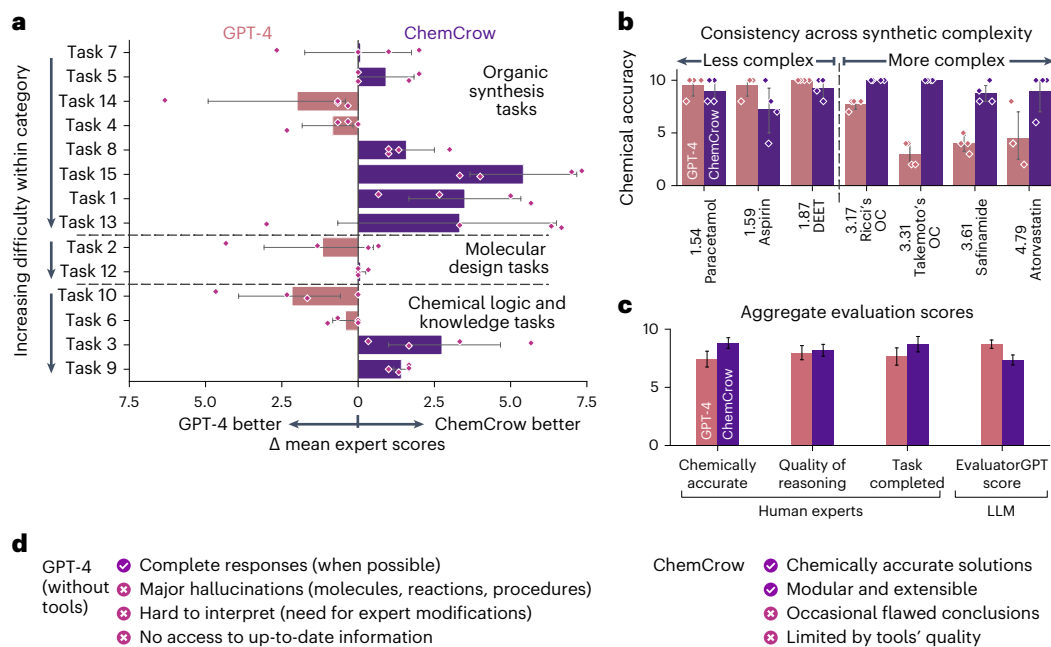 a
GPT-4
ChemCrow
Increasing difficulty within category
Task 7
Task 5
Task 14
Task 4
Task 8
Task 15
Task 1
Task 13
Task 2
Task 12
Task 10
Task 6
Task 3
Task 9
Organic
synthesis
tasks
Molecular
design tasks
Chemical logic and
knowledge tasks
7.5
5.0
2.5
0
2.5
5.0
7.5
GPT-4 better
ChemCrow better
Δ mean expert scores
b
Consistency across synthetic complexity
Less complex
More complex
Chemical accuracy
10
5
0
GPT-4
ChemCrow
1.54
Paracetamol
1.59
Aspirin
1.87
DEET
3.17
Ricci's
OC
3.31
Takemoto's
OC
3.61
Safinamide
4.79
Atorvastatin
c
Aggregate evaluation scores
10
5
0
GPT-4
ChemCrow
Chemically
accurate
Quality of
reasoning
Task
completed
EvaluatorGPT
score
Human experts
LLM
d
GPT-4
(without
tools)
Complete responses (when possible)
Major hallucinations (molecules, reactions, procedures)
Hard to interpret (need for expert modifications)
No access to up-to-date information
ChemCrow
Chemically accurate solutions
Modular and extensible
Occasional flawed conclusions
Limited by tools' quality